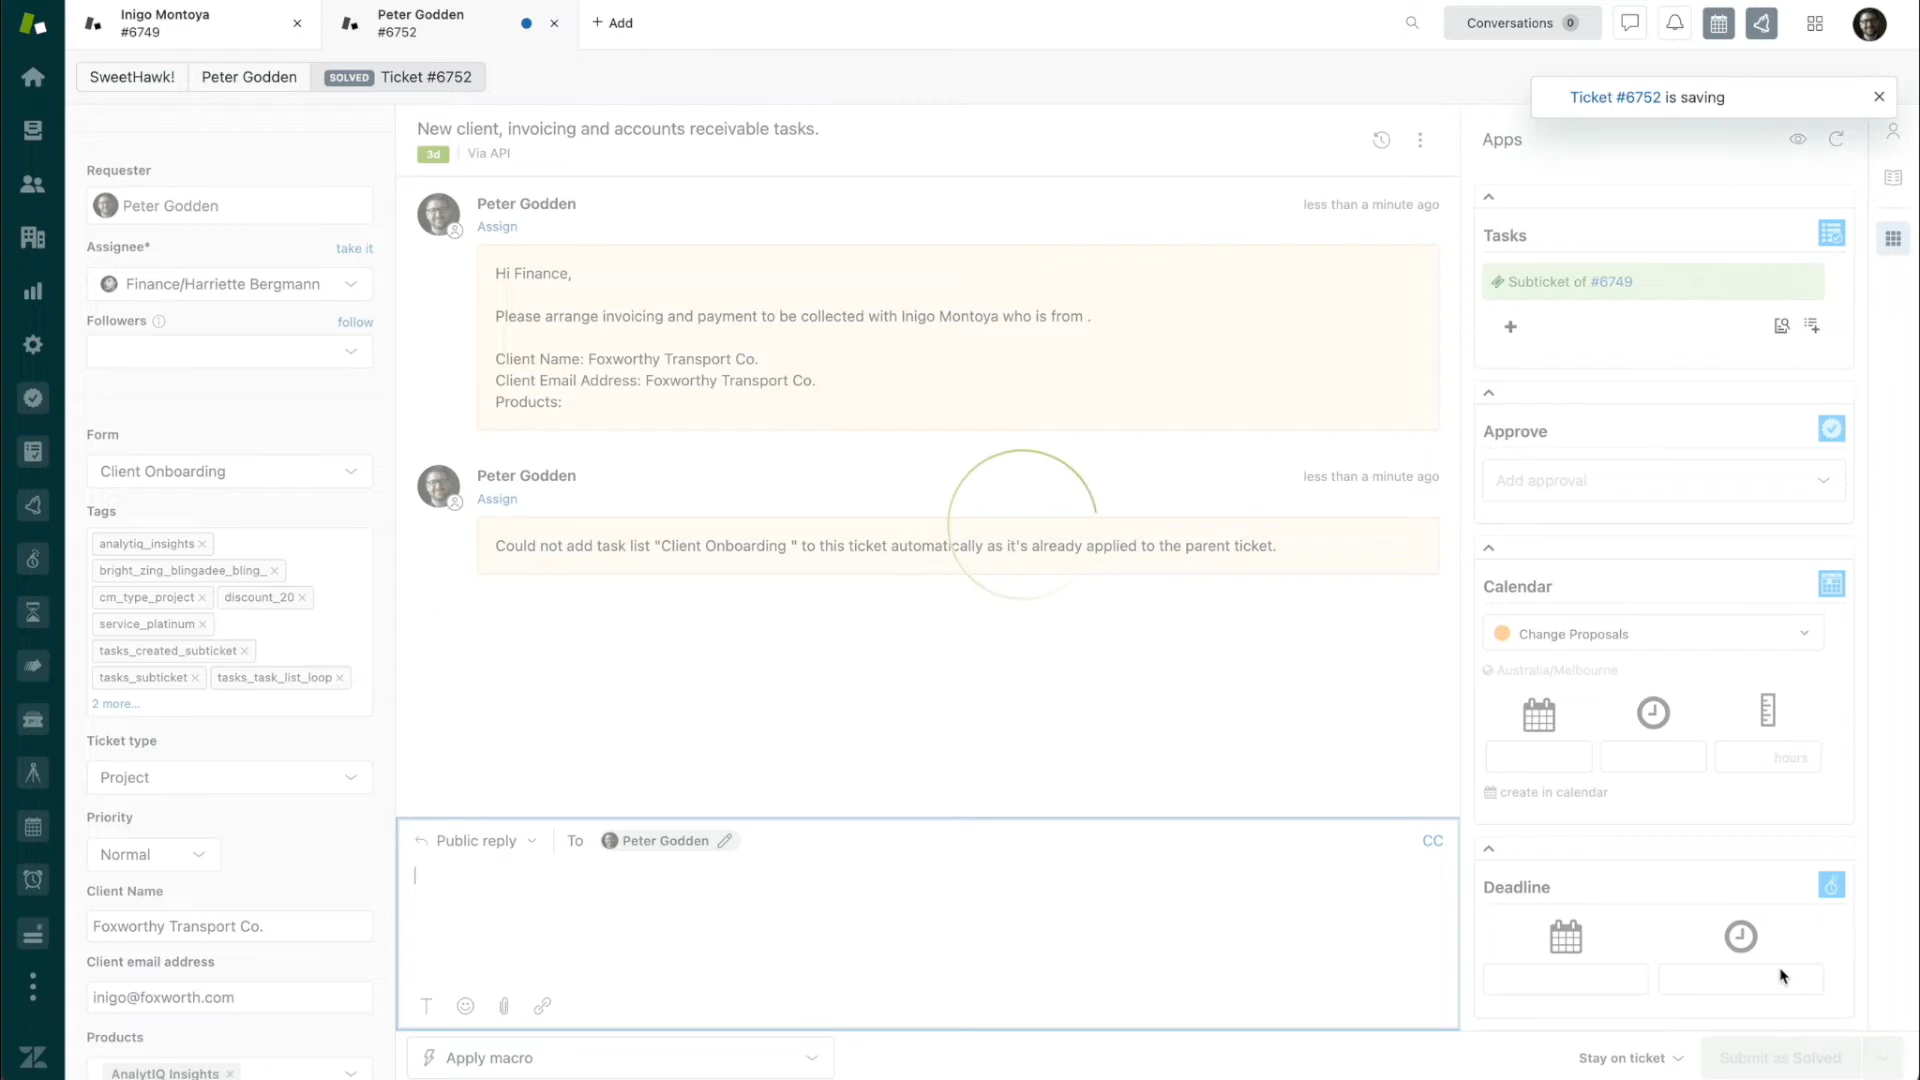 Inigo Montoya
#6749
Peter Godden
#6752
+ Add
Conversations 0
SweetHawk!
Peter Godden
SOLVED Ticket #6752
Ticket #6752 is saving
Requester
Peter Godden
Assignee*
take it
Finance/Harriette Bergmann
Followers
follow
Form
Client Onboarding
Tags
analytiq_insights
bright_zing_blingadee_bling_
cm_type_project
discount_20
service_platinum
tasks_created_subticket
tasks_subticket
tasks_task_list_loop
2 more...
Ticket type
Project
Priority
Normal
Client Name
Foxworthy Transport Co.
Client email address
inigo@foxworth.com
Products
AnalytIQ Insights
New client, invoicing and accounts receivable tasks.
3d
Via API
Peter Godden
less than a minute ago
Assign
Hi Finance,
Please arrange invoicing and payment to be collected with Inigo Montoya who is from .
Client Name: Foxworthy Transport Co.
Client Email Address: Foxworthy Transport Co.
Products:
Peter Godden
less than a minute ago
Assign
Could not add task list "Client Onboarding " to this ticket automatically as it's already applied to the parent ticket.
Public reply
To
Peter Godden
CC
Apply macro
Stay on ticket
Submit as Solved
Apps
Tasks
Subticket of #6749
Approve
Add approval
Calendar
Change Proposals
Australia/Melbourne
hours
create in calendar
Deadline